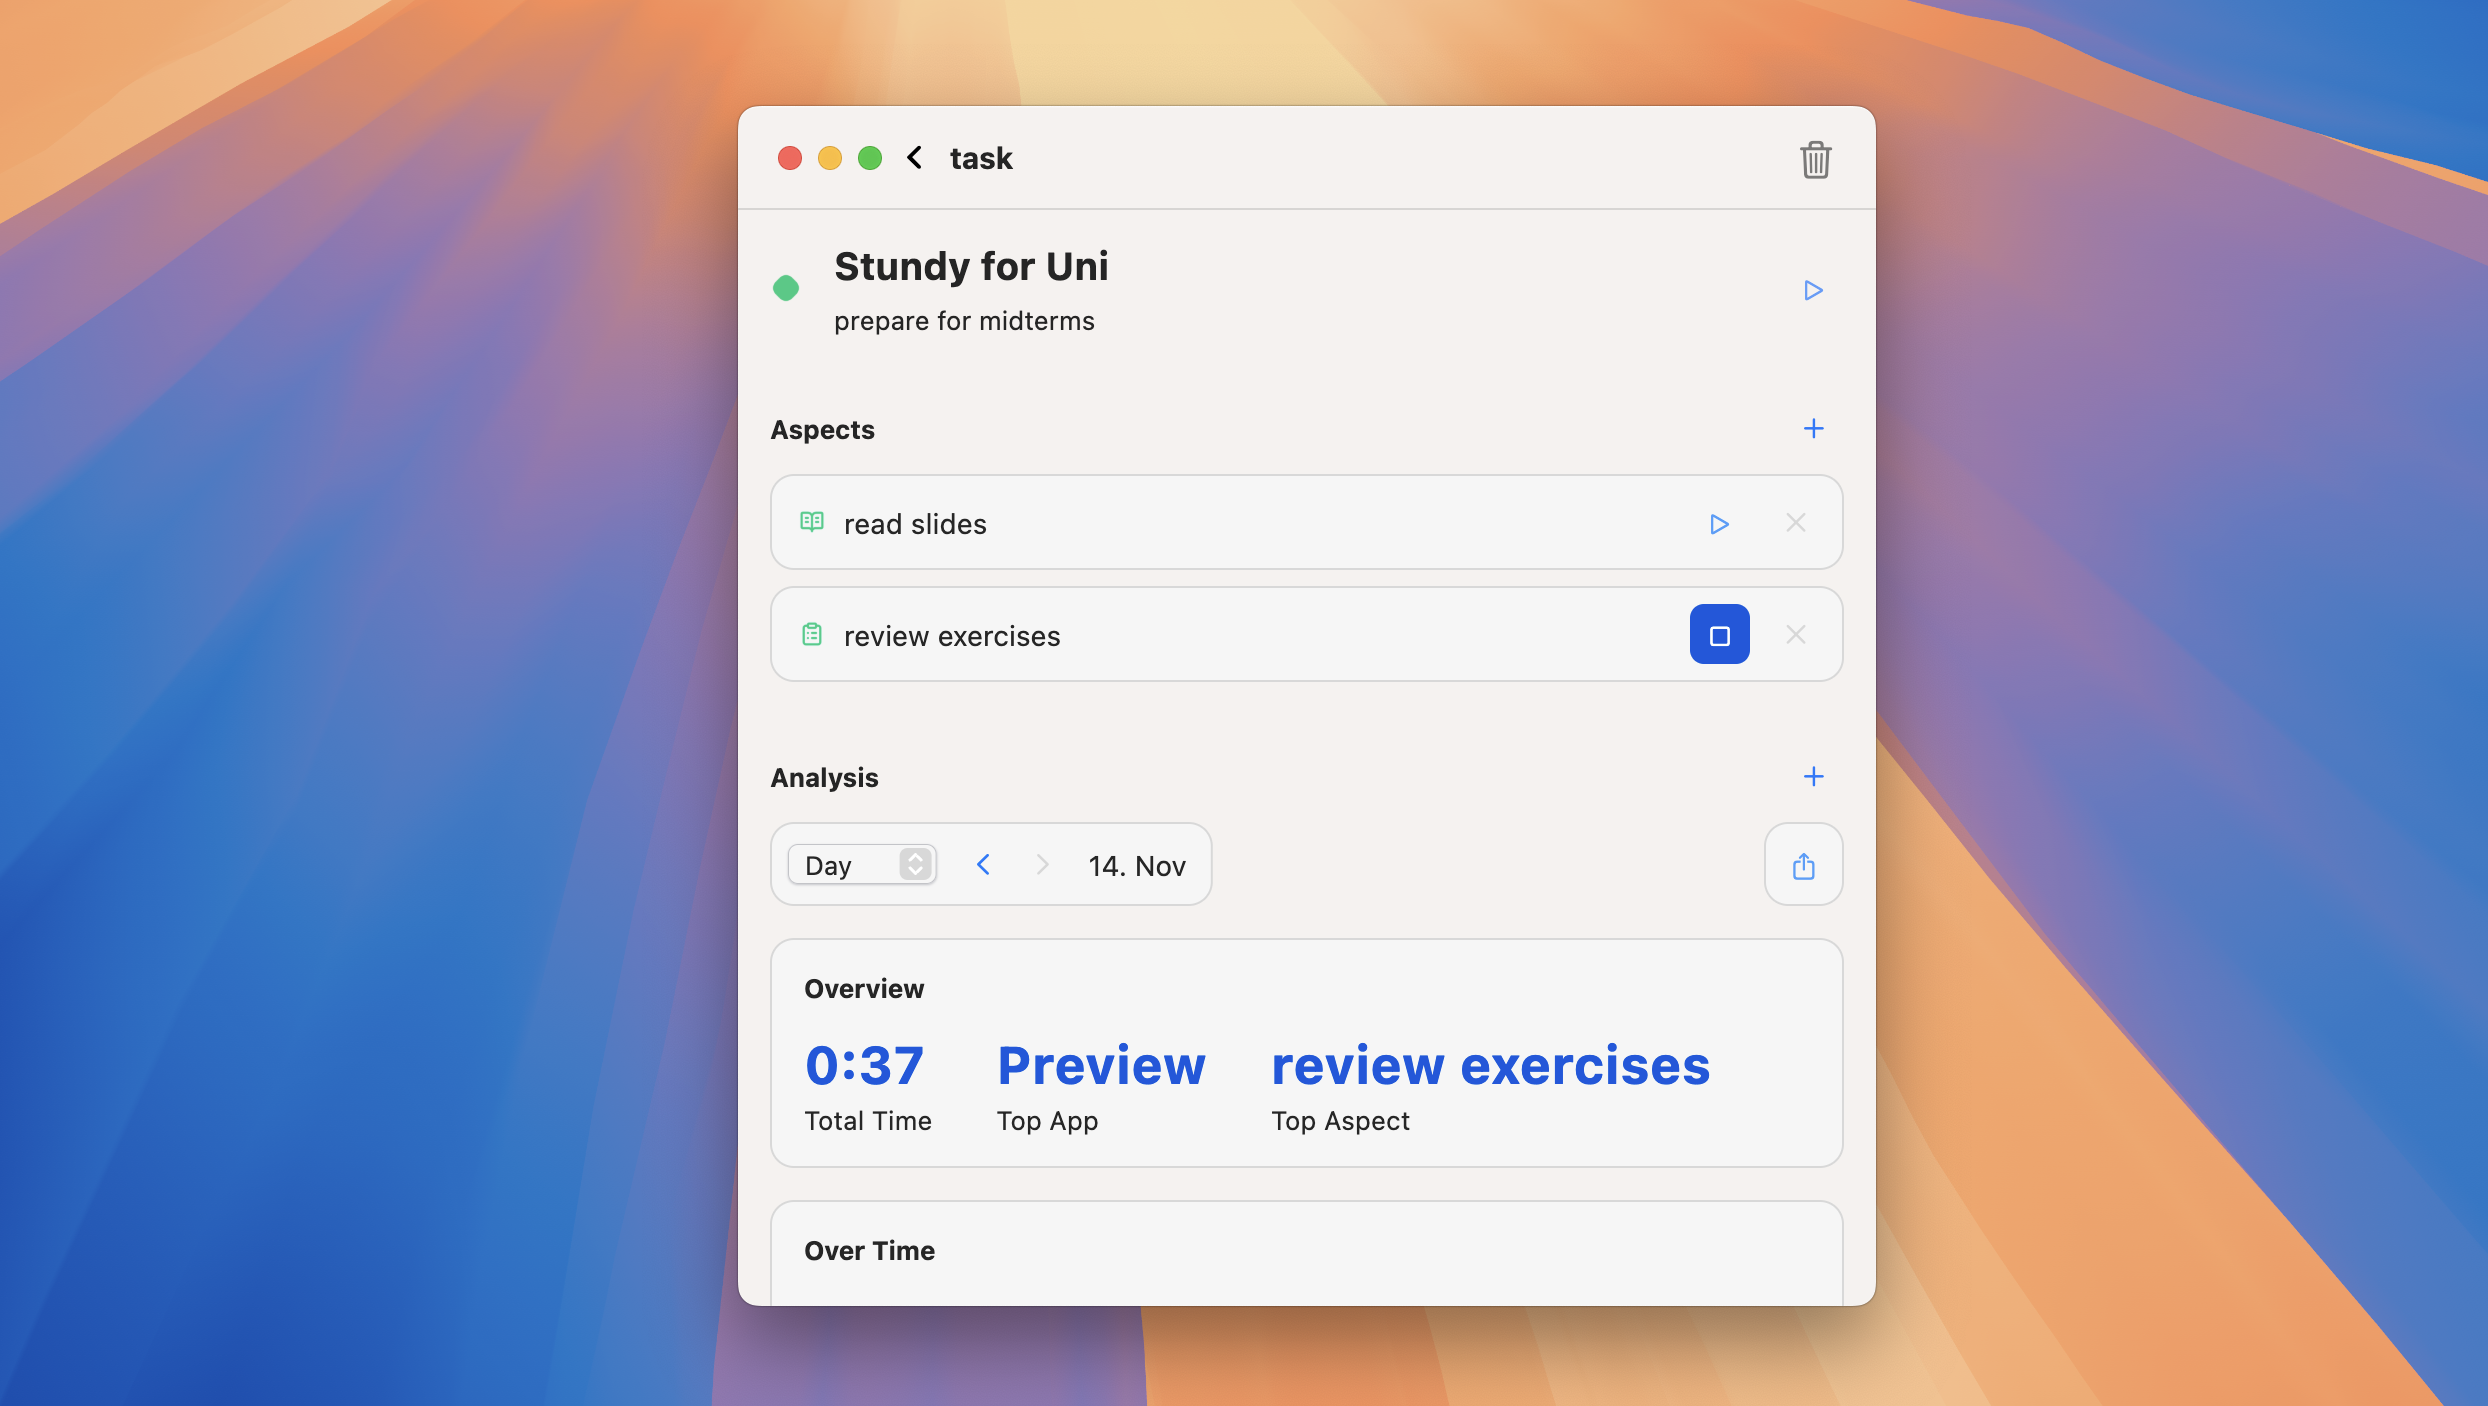 task
Stundy for Uni
prepare for midterms
Aspects
read slides
review exercises
Analysis
Day
14. Nov
Overview
0:37 Preview review exercises
Total Time Top App Top Aspect
Over Time